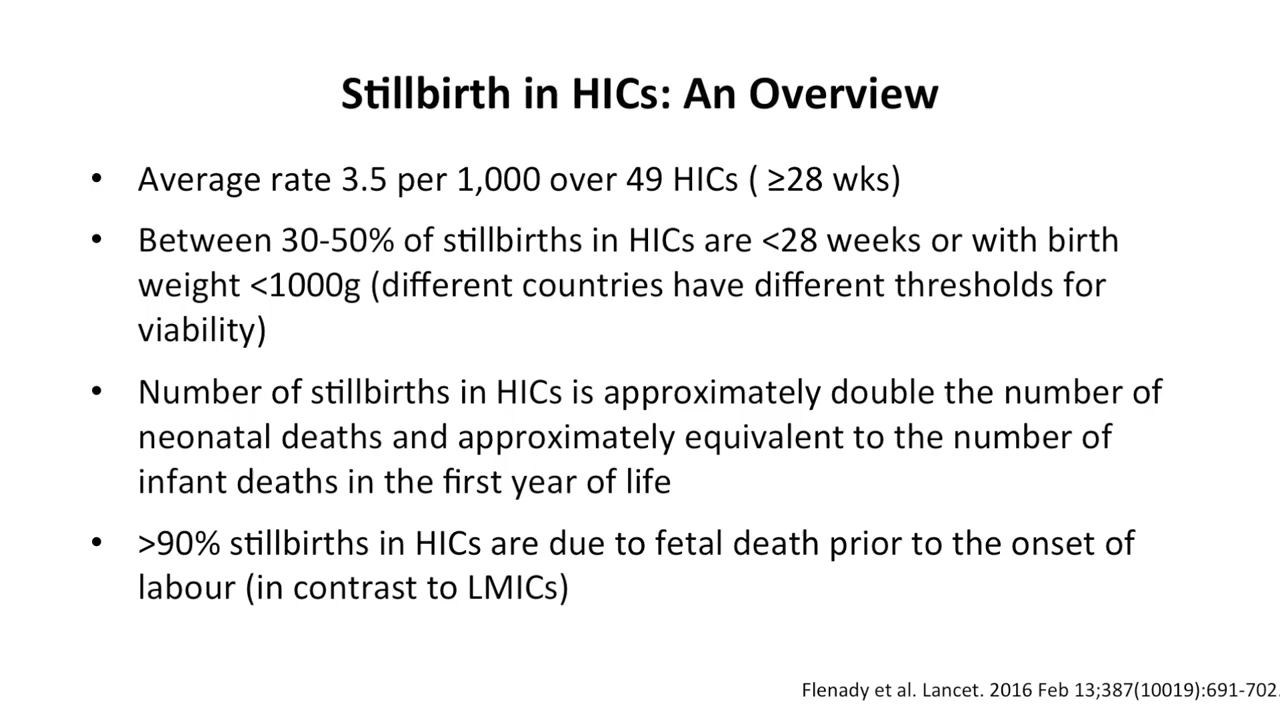 Stillbirth in HICs: An Overview
• Average rate 3.5 per 1,000 over 49 HICs ( ≥28 wks)
• Between 30-50% of stillbirths in HICs are <28 weeks or with birth
weight <1000g (different countries have different thresholds for
viability)
• Number of stillbirths in HICs is approximately double the number of
neonatal deaths and approximately equivalent to the number of
infant deaths in the first year of life
• >90% stillbirths in HICs are due to fetal death prior to the onset of
labour (in contrast to LMICs)
Flenady et al. Lancet. 2016 Feb 13;387(10019):691-702.